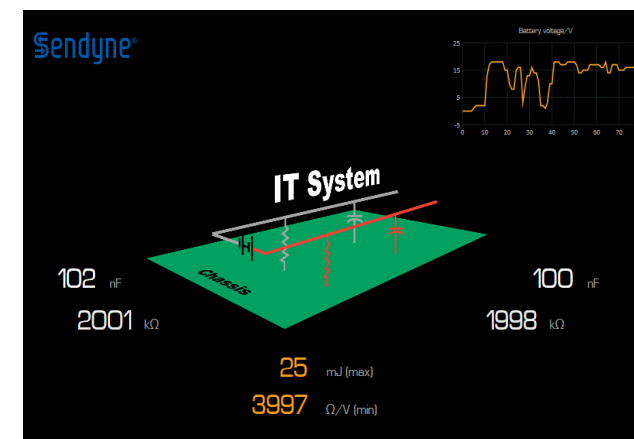 Sendyne®
Battery voltage/V
25
15
5
-5
0 10 20 30 40 50 60 70
IT System
Chassis
102 nF
100 nF
2001 kΩ
1998 kΩ
25 mJ (max)
3997 Ω/V (min)